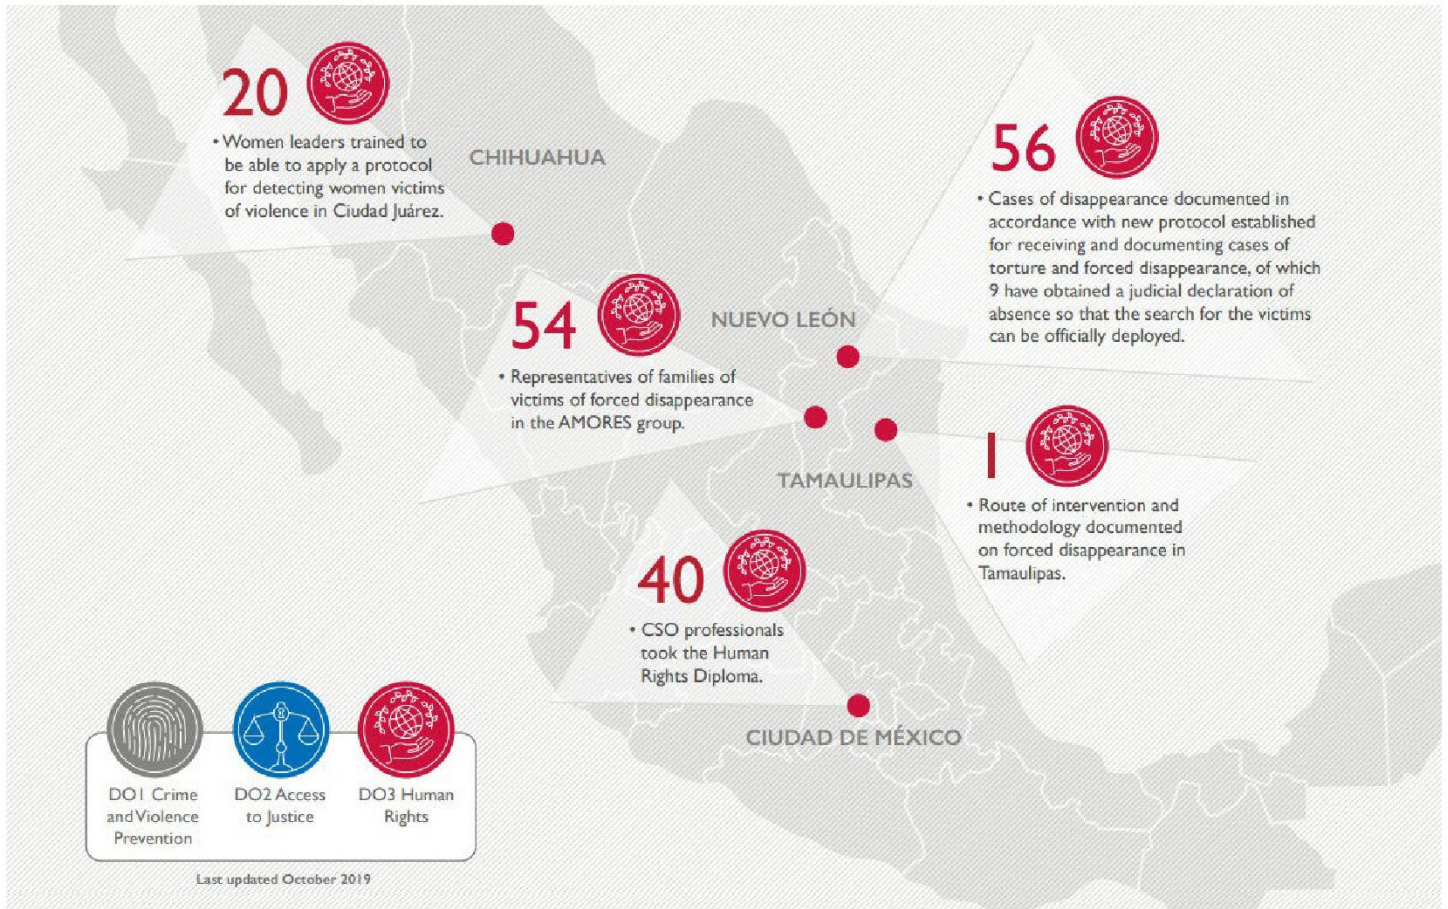 20
• Women leaders trained to
be able to apply a protocol
for detecting women victims
of violence in Ciudad Juárez.
CHIHUAHUA
56
• Cases of disappearance documented in
accordance with new protocol established
for receiving and documenting cases of
torture and forced disappearance, of which
9 have obtained a judicial declaration of
absence so that the search for the victims
can be officially deployed.
54
• Representatives of families of
victims of forced disappearance
in the AMORES group.
NUEVO LEÓN
TAMAULIPAS
1
• Route of intervention and
methodology documented
on forced disappearance in
Tamaulipas.
40
• CSO professionals
took the Human
Rights Diploma.
CIUDAD DE MÉXICO
DO1 Crime
and Violence
Prevention
DO2 Access
to Justice
DO3 Human
Rights
Last updated October 2019